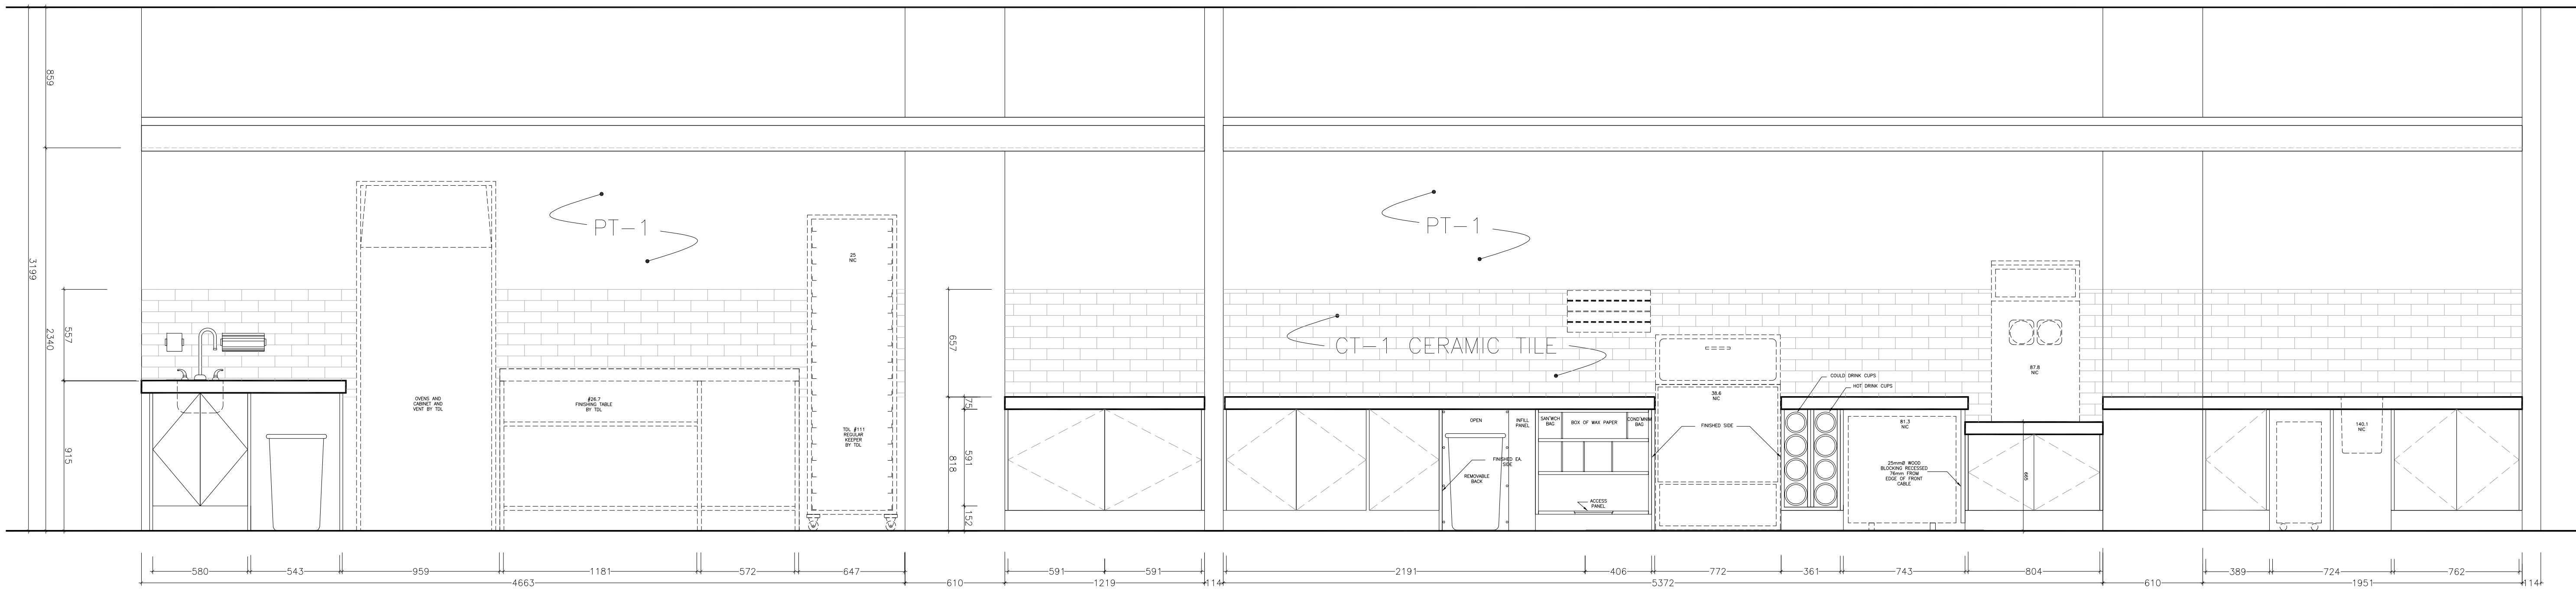 859
3199
2340
557
915
PT-1
25
NIC
OVENS AND
CABINET AND
VENT BY TDL
#26.7
FINISHING TABLE
BY TDL
TDL #111
REGULAR
KEEPER
BY TDL
657
75
818
591
152
PT-1
CT-1 CERAMIC TILE
38.6
NIC
87.8
NIC
COULD DRINK CUPS
HOT DRINK CUPS
OPEN
INFILL
PANEL
SAN'WCH
BAG
BOX OF WAX PAPER
BAG
FINISHED SIDE
81.3
NIC
140.1
NIC
FINISHED EA.
SIDE
REMOVABLE
BACK
ACCESS
PANEL
25mmØ WOOD
BLOCKING RECESSED
76mm FROM
EDGE OF FRONT
CABLE
665
580
543
959
1181
572
647
591
591
2191
406
772
361
743
804
389
724
762
4663
610
1219
114
5372
610
1951
114